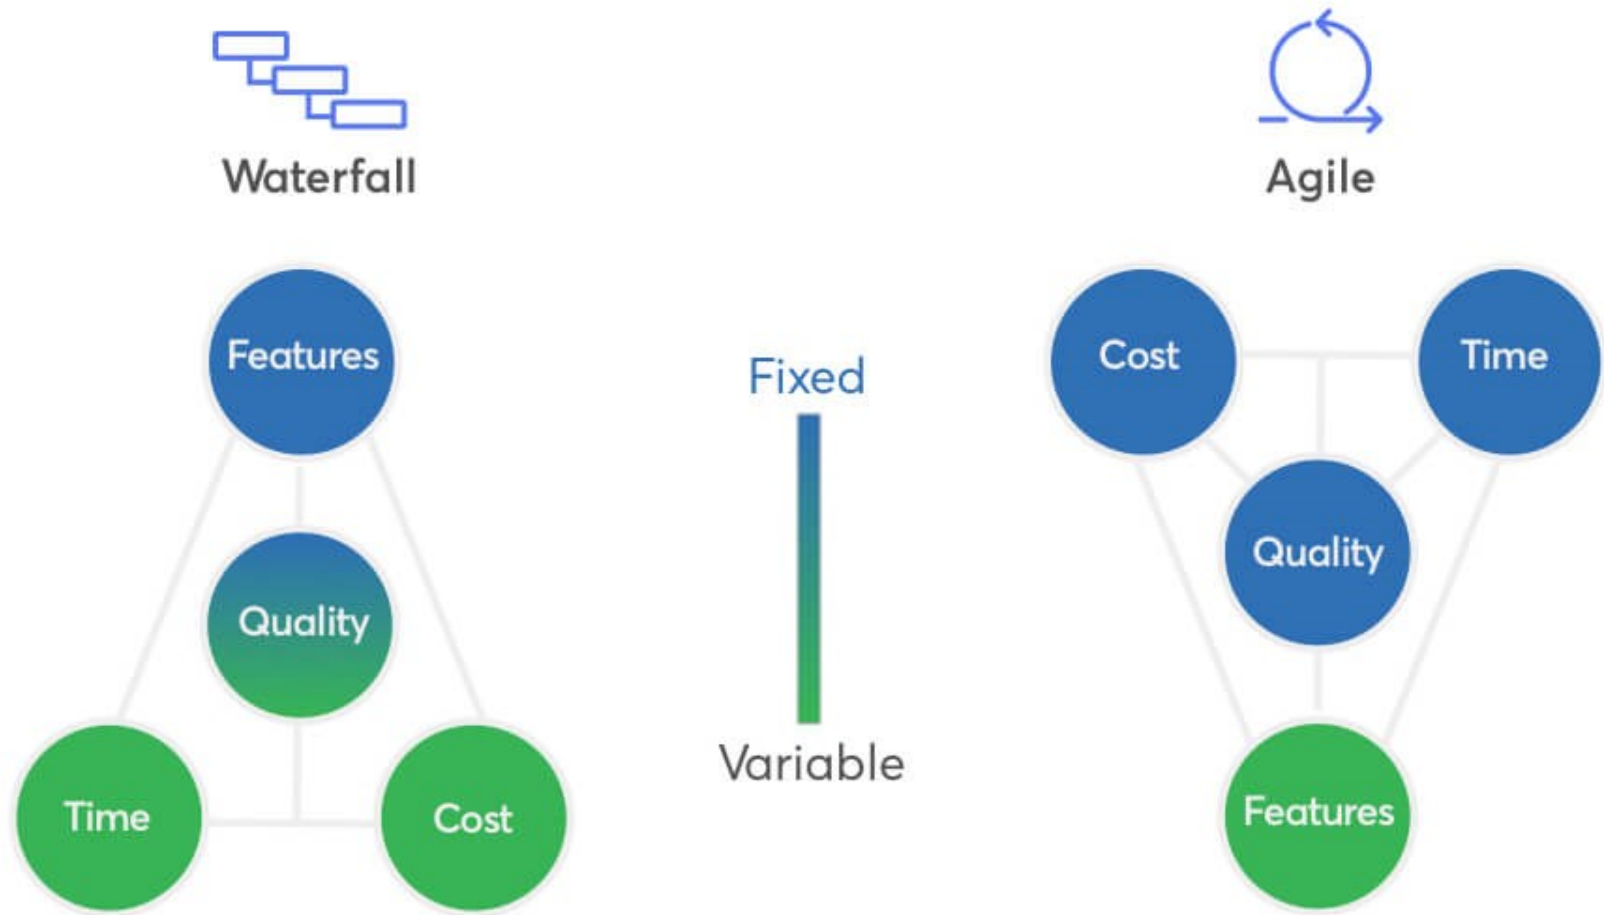 Waterfall
Agile
Features
Quality
Time
Cost
Fixed
Variable
Cost
Time
Quality
Features